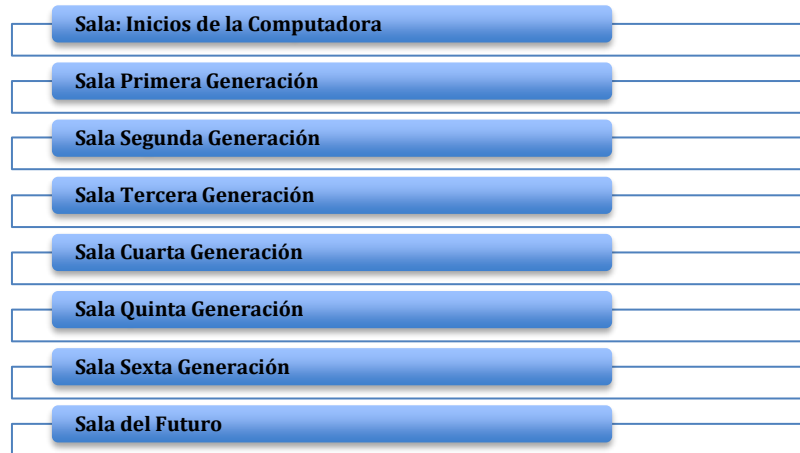 Sala: Inicios de la Computadora
Sala Primera Generación
Sala Segunda Generación
Sala Tercera Generación
Sala Cuarta Generación
Sala Quinta Generación
Sala Sexta Generación
Sala del Futuro